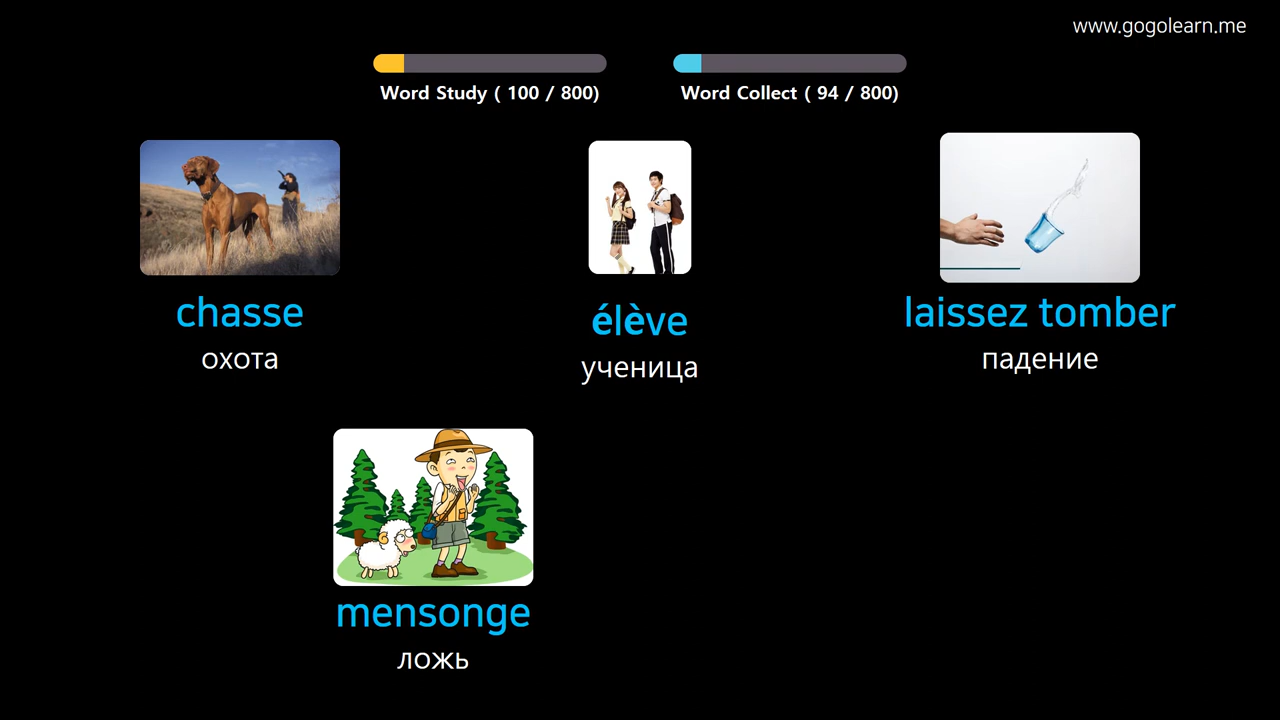 www.gogolearn.me
Word Study ( 100 / 800)
Word Collect ( 94 / 800)
chasse
охота
élève
ученица
laissez tomber
падение
mensonge
ложь